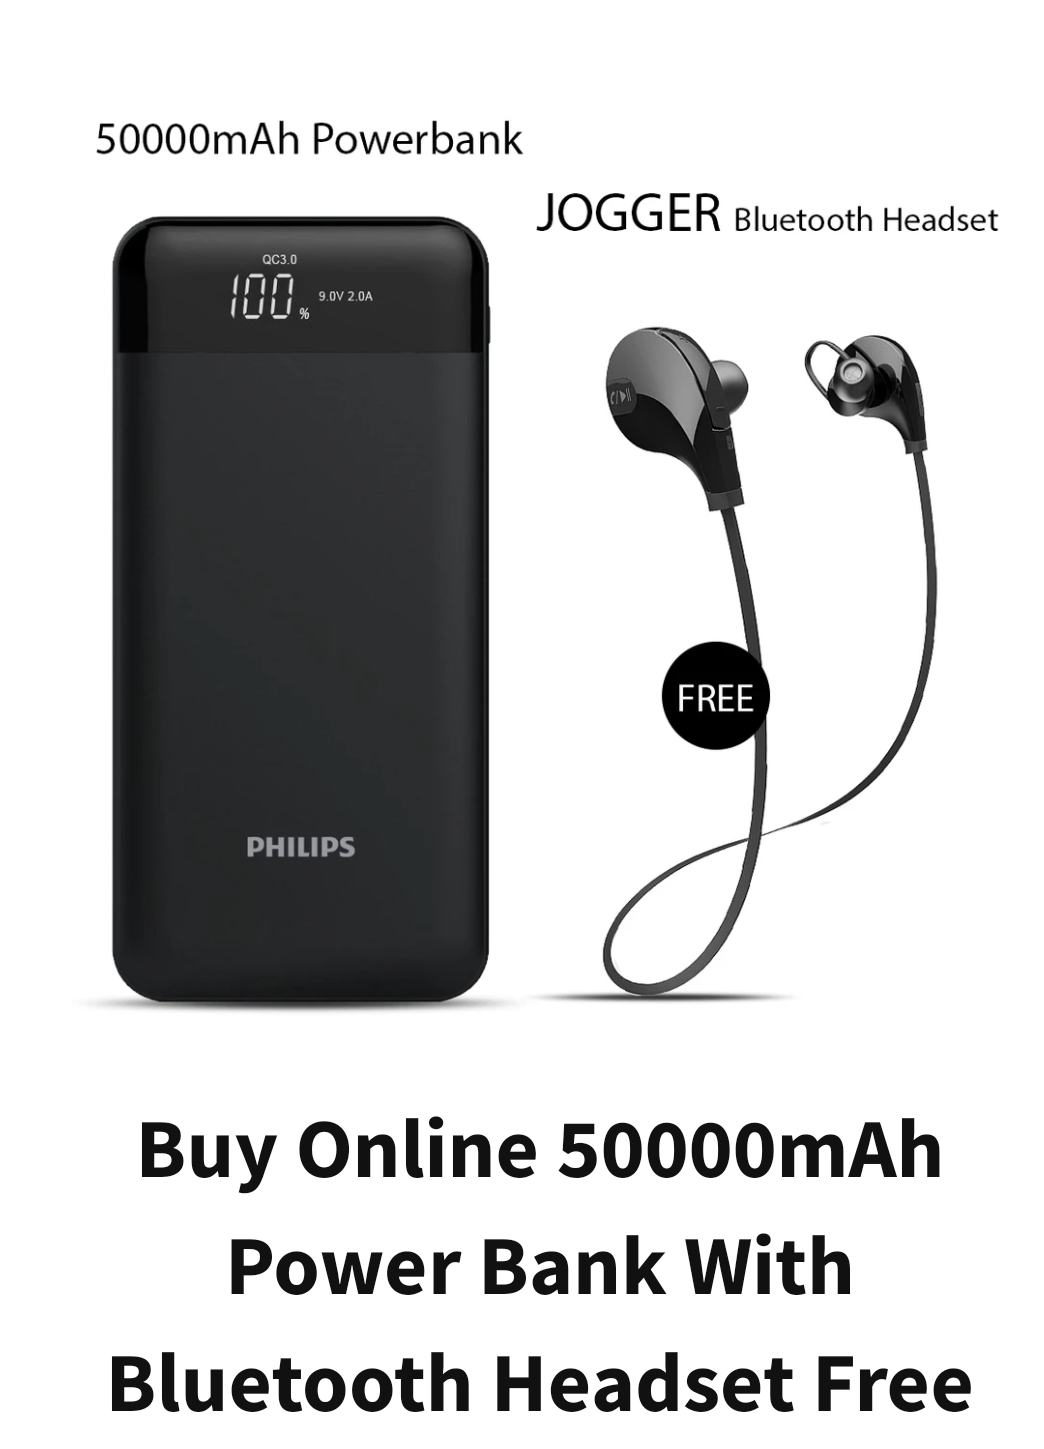 50000mAh Powerbank
JOGGER Bluetooth Headset
QC3.0
100% 9.0V 2.0A
FREE
PHILIPS
Buy Online 50000mAh
Power Bank With
Bluetooth Headset Free